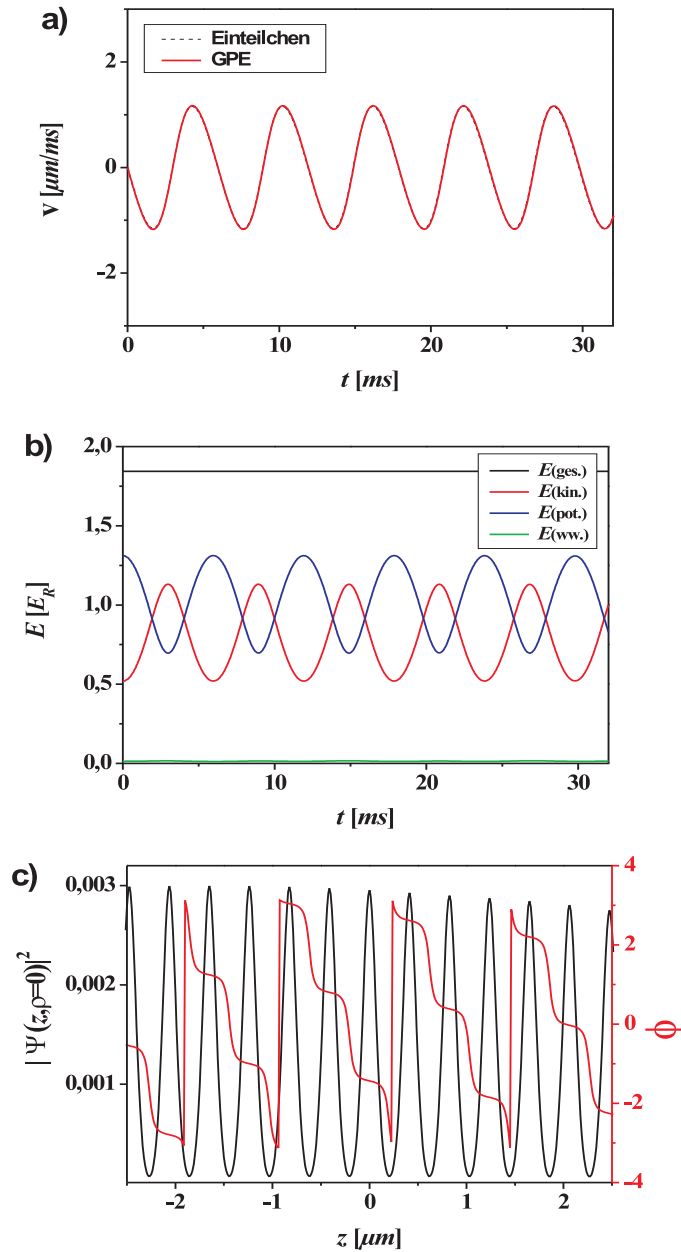 a)
Einteilchen
GPE
v [μm/ms]
2
0
-2
0
10
20
30
t [ms]
b)
E(ges.)
E(kin.)
E(pot.)
E(ww.)
E [E_R]
2,0
1,5
1,0
0,5
0,0
0
10
20
30
t [ms]
c)
|Ψ(z,ρ=0)|²
0,003
0,002
0,001
4
2
0
-2
-4
ϕ
-2
-1
0
1
2
z [μm]